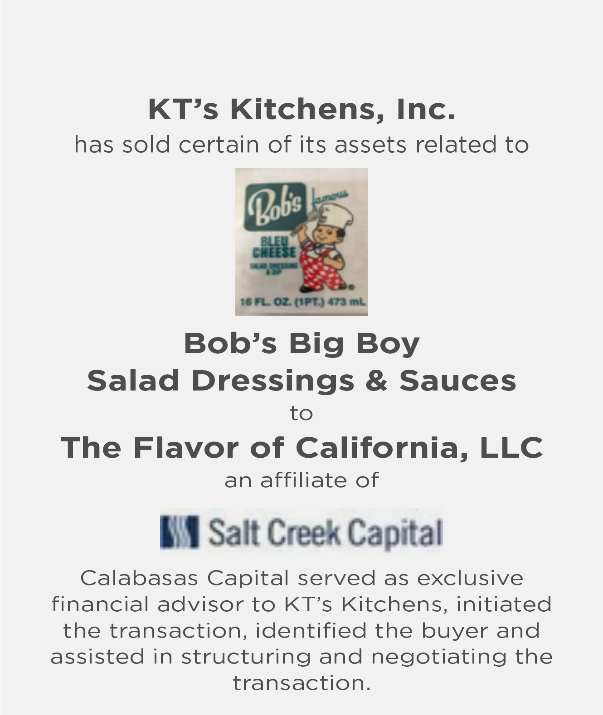 KT’s Kitchens, Inc.
has sold certain of its assets related to
Bob's famous
BLEU
CHEESE
SALAD DRESSING
& DIP
16 FL. OZ. (1PT.) 473 mL
Bob’s Big Boy
Salad Dressings & Sauces
to
The Flavor of California, LLC
an affiliate of
Salt Creek Capital
Calabasas Capital served as exclusive
financial advisor to KT’s Kitchens, initiated
the transaction, identified the buyer and
assisted in structuring and negotiating the
transaction.